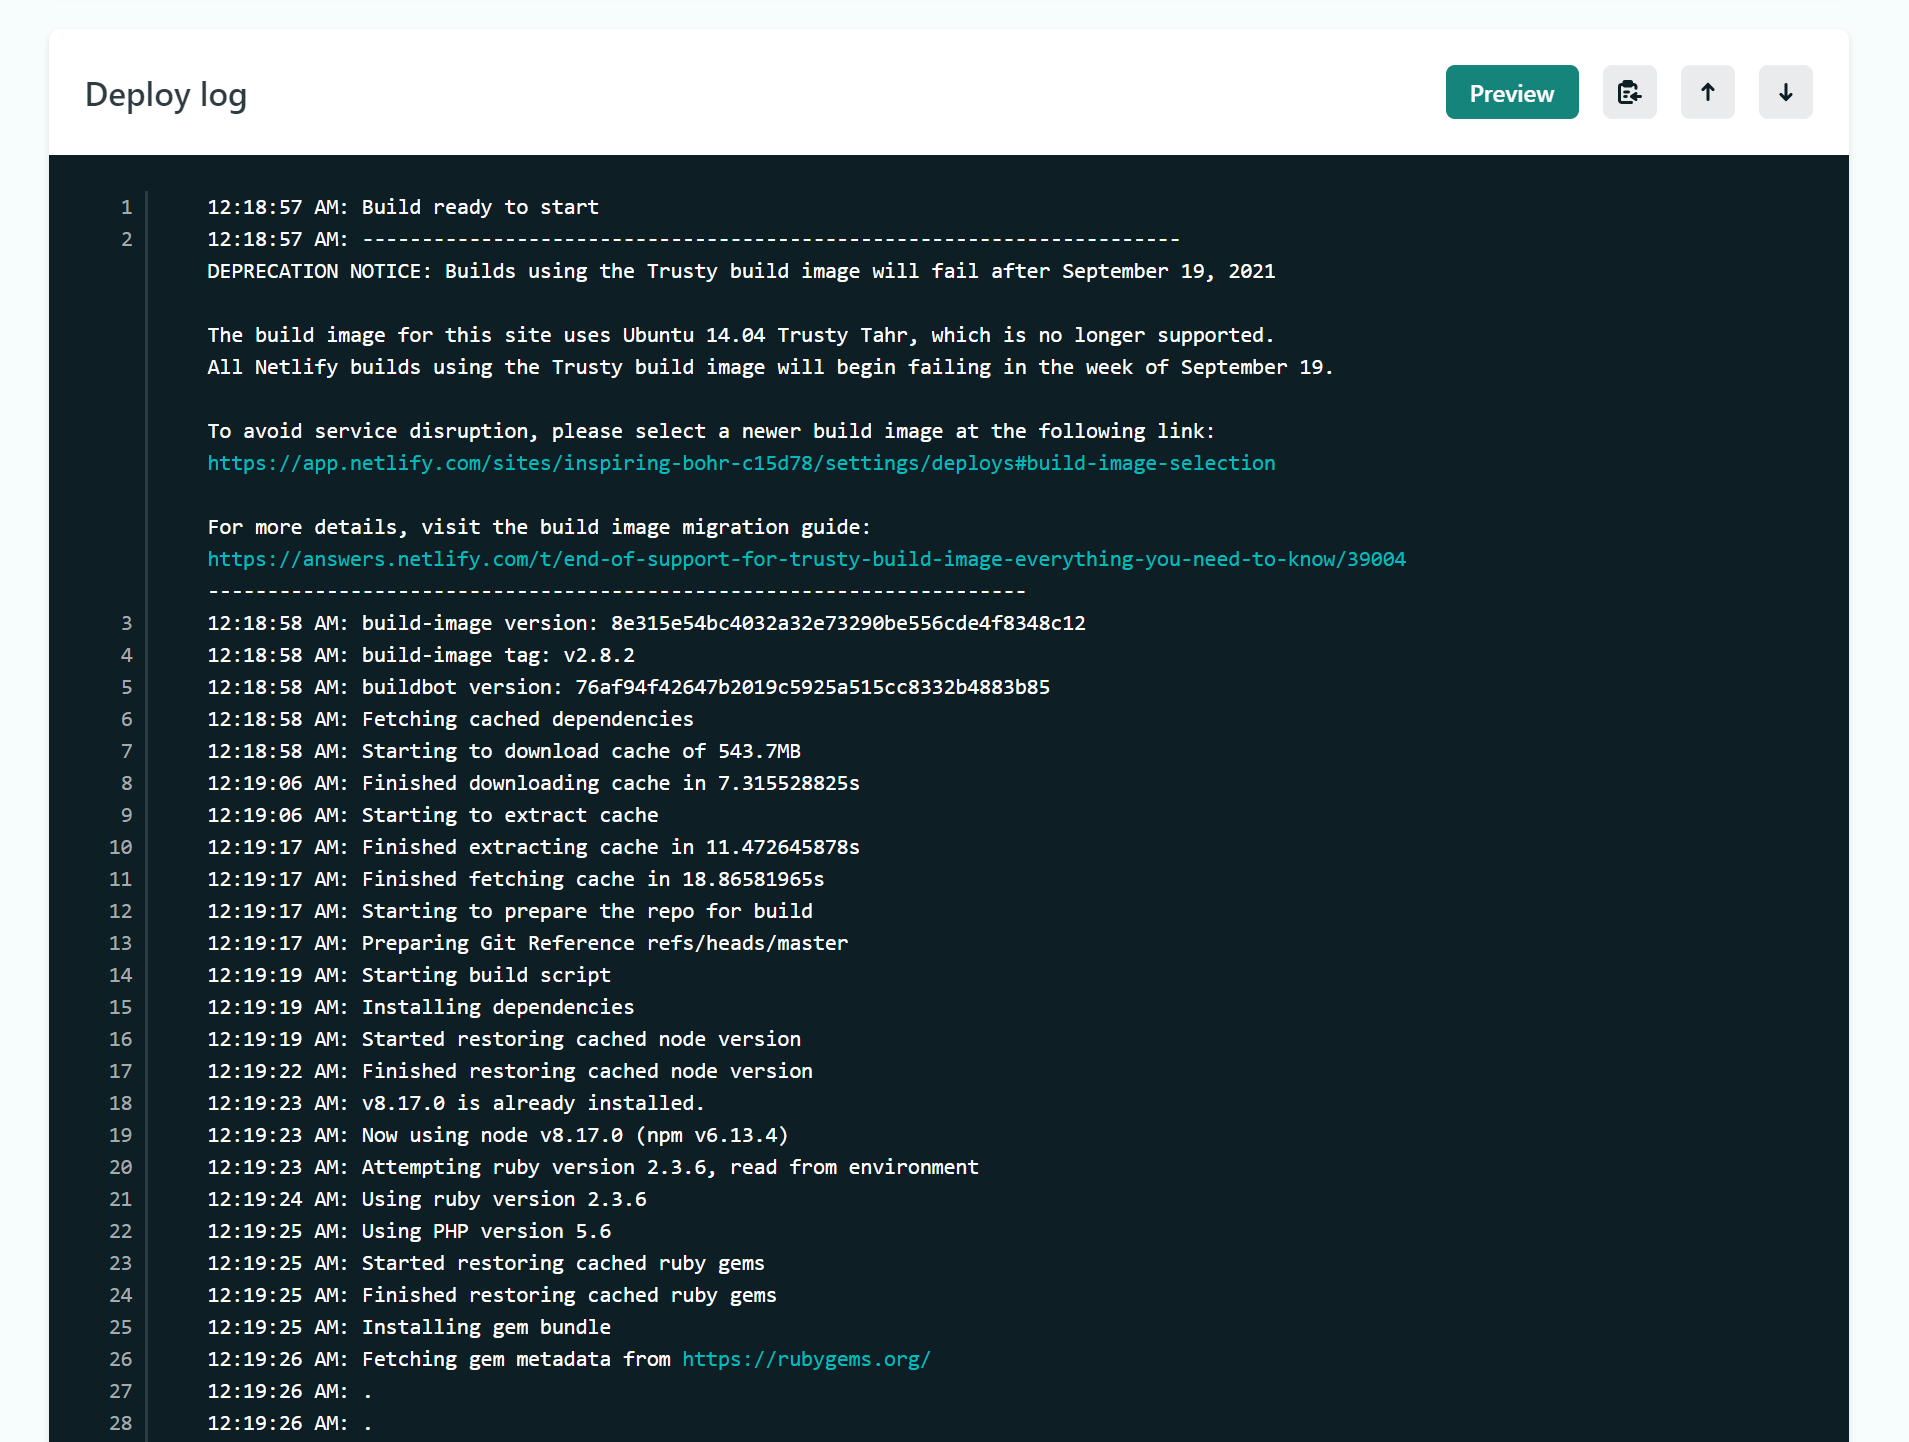 Deploy log
Preview
1 12:18:57 AM: Build ready to start
2 12:18:57 AM: ---------------------------------------------------------------------
DEPRECATION NOTICE: Builds using the Trusty build image will fail after September 19, 2021
The build image for this site uses Ubuntu 14.04 Trusty Tahr, which is no longer supported.
All Netlify builds using the Trusty build image will begin failing in the week of September 19.
To avoid service disruption, please select a newer build image at the following link:
https://app.netlify.com/sites/inspiring-bohr-c15d78/settings/deploys#build-image-selection
For more details, visit the build image migration guide:
https://answers.netlify.com/t/end-of-support-for-trusty-build-image-everything-you-need-to-know/39004
---------------------------------------------------------------------
3 12:18:58 AM: build-image version: 8e315e54bc4032a32e73290be556cde4f8348c12
4 12:18:58 AM: build-image tag: v2.8.2
5 12:18:58 AM: buildbot version: 76af94f42647b2019c5925a515cc8332b4883b85
6 12:18:58 AM: Fetching cached dependencies
7 12:18:58 AM: Starting to download cache of 543.7MB
8 12:19:06 AM: Finished downloading cache in 7.315528825s
9 12:19:06 AM: Starting to extract cache
10 12:19:17 AM: Finished extracting cache in 11.472645878s
11 12:19:17 AM: Finished fetching cache in 18.86581965s
12 12:19:17 AM: Starting to prepare the repo for build
13 12:19:17 AM: Preparing Git Reference refs/heads/master
14 12:19:19 AM: Starting build script
15 12:19:19 AM: Installing dependencies
16 12:19:19 AM: Started restoring cached node version
17 12:19:22 AM: Finished restoring cached node version
18 12:19:23 AM: v8.17.0 is already installed.
19 12:19:23 AM: Now using node v8.17.0 (npm v6.13.4)
20 12:19:23 AM: Attempting ruby version 2.3.6, read from environment
21 12:19:24 AM: Using ruby version 2.3.6
22 12:19:25 AM: Using PHP version 5.6
23 12:19:25 AM: Started restoring cached ruby gems
24 12:19:25 AM: Finished restoring cached ruby gems
25 12:19:25 AM: Installing gem bundle
26 12:19:26 AM: Fetching gem metadata from https://rubygems.org/
27 12:19:26 AM: .
28 12:19:26 AM: .